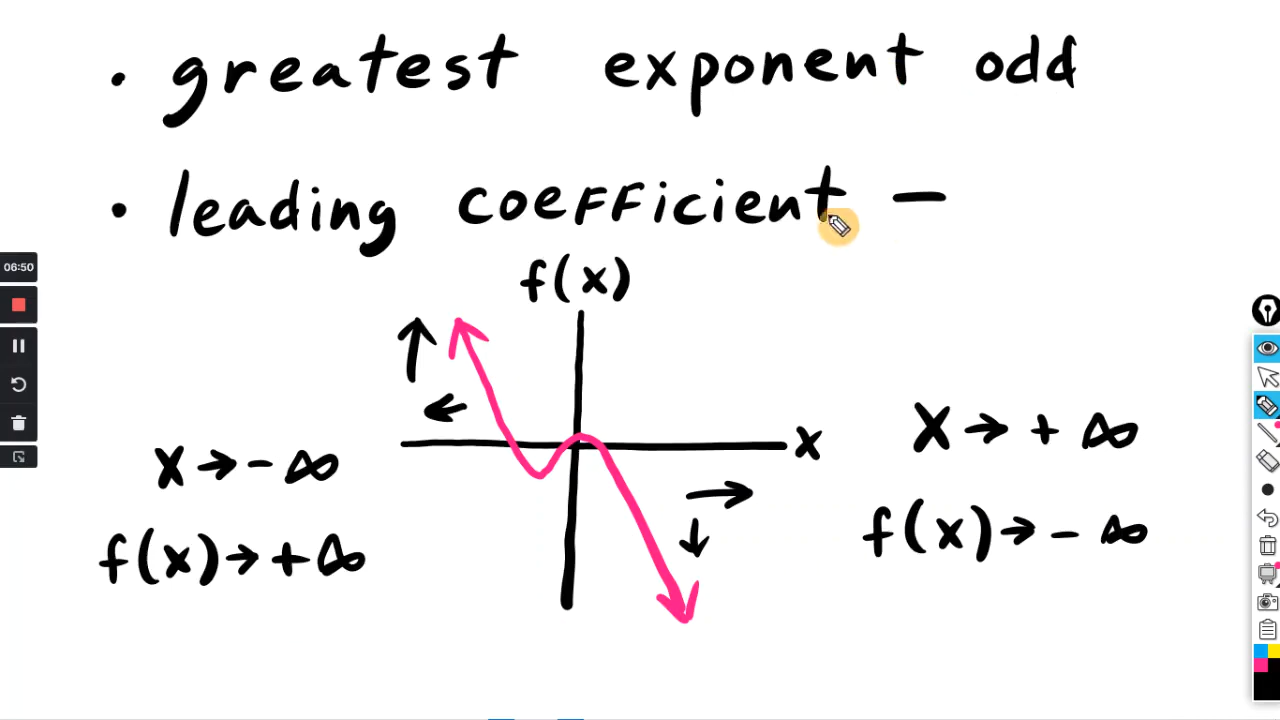 • greatest exponent odd
• leading coefficient −
f(x)
06:50
x
x → - ∞
f(x) → + ∞
x → + ∞
f(x) → - ∞